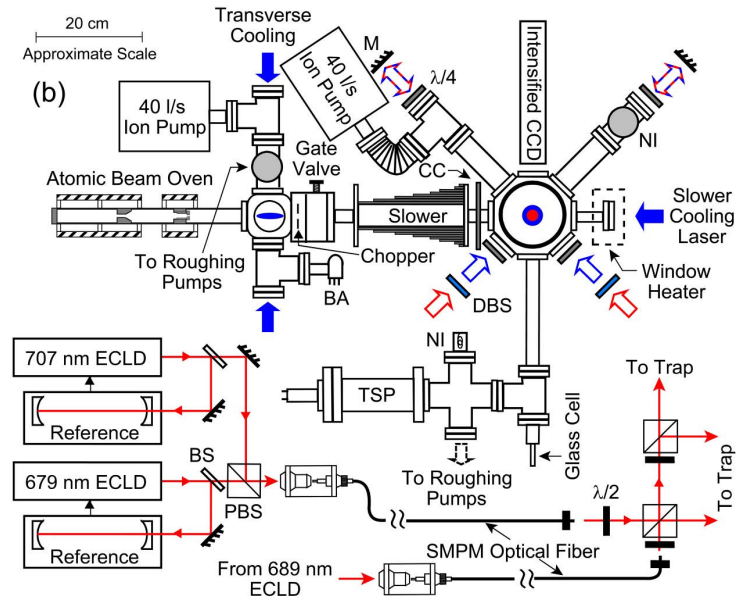 20 cm
Approximate Scale
(b)
Transverse
Cooling
40 l/s
Ion Pump
40 l/s
Ion Pump
M
λ/4
Intensified CCD
NI
Gate
Valve
CC
Atomic Beam Oven
Slower
Slower
Cooling
Laser
To Roughing
Pumps
Chopper
BA
DBS
Window
Heater
707 nm ECLD
Reference
NI
TSP
Glass Cell
To Roughing
Pumps
To Trap
To Trap
BS
679 nm ECLD
Reference
PBS
λ/2
SMPM Optical Fiber
From 689 nm
ECLD